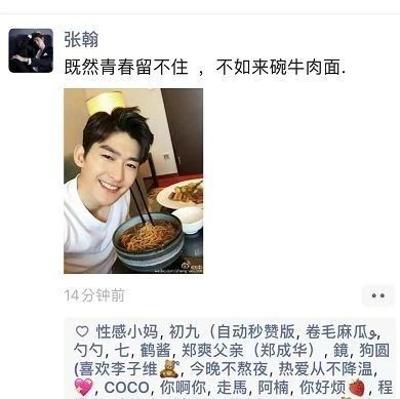 张翰
既然青春留不住 ，不如来碗牛肉面.
14分钟前
性感小妈, 初九（自动秒赞版, 卷毛麻瓜و,
勺勺, 七, 鹤酱, 郑爽父亲（郑成华）, 鏡, 狗圆
(喜欢李子维🧸, 今晚不熬夜, 热爱从不降温,
💖, COCO, 你啊你, 走馬, 阿楠, 你好烦🍓, 程